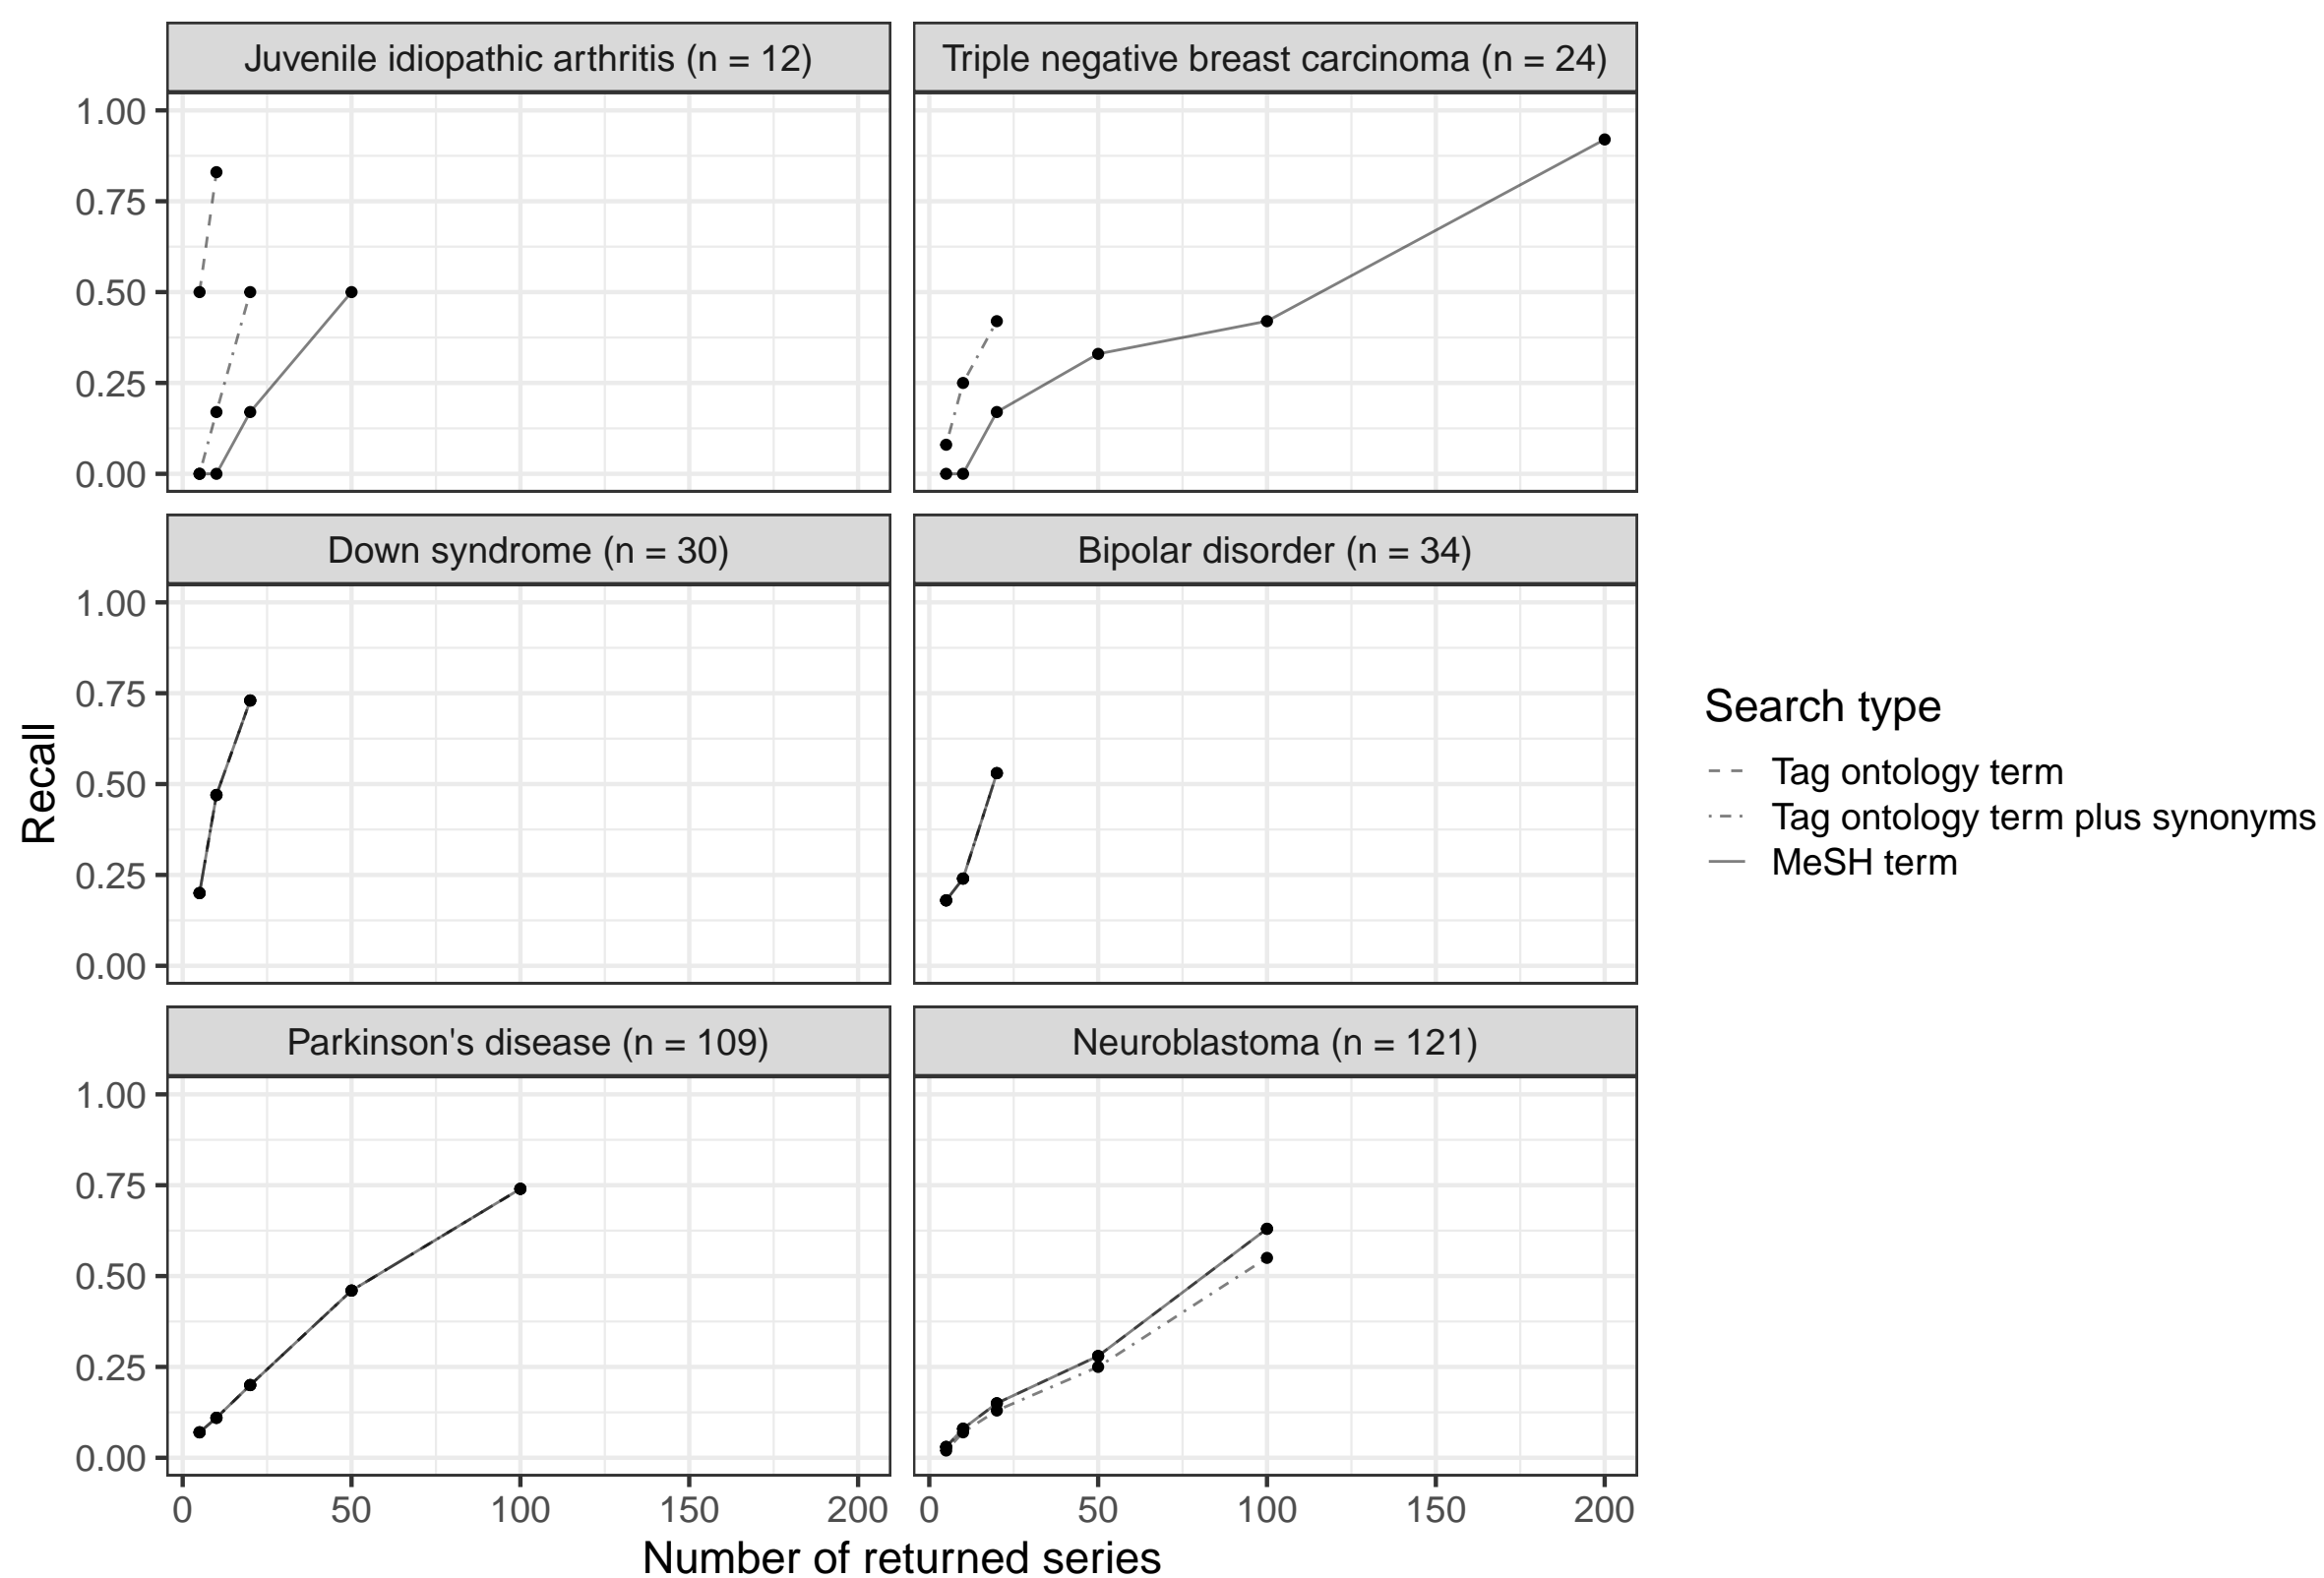 Juvenile idiopathic arthritis (n = 12)
Triple negative breast carcinoma (n = 24)
1.00
0.75
0.50
0.25
0.00
Down syndrome (n = 30)
Bipolar disorder (n = 34)
1.00
0.75
0.50
0.25
0.00
Recall
Parkinson's disease (n = 109)
Neuroblastoma (n = 121)
1.00
0.75
0.50
0.25
0.00
0 50 100 150 200
0 50 100 150 200
Number of returned series
Search type
Tag ontology term
Tag ontology term plus synonyms
MeSH term